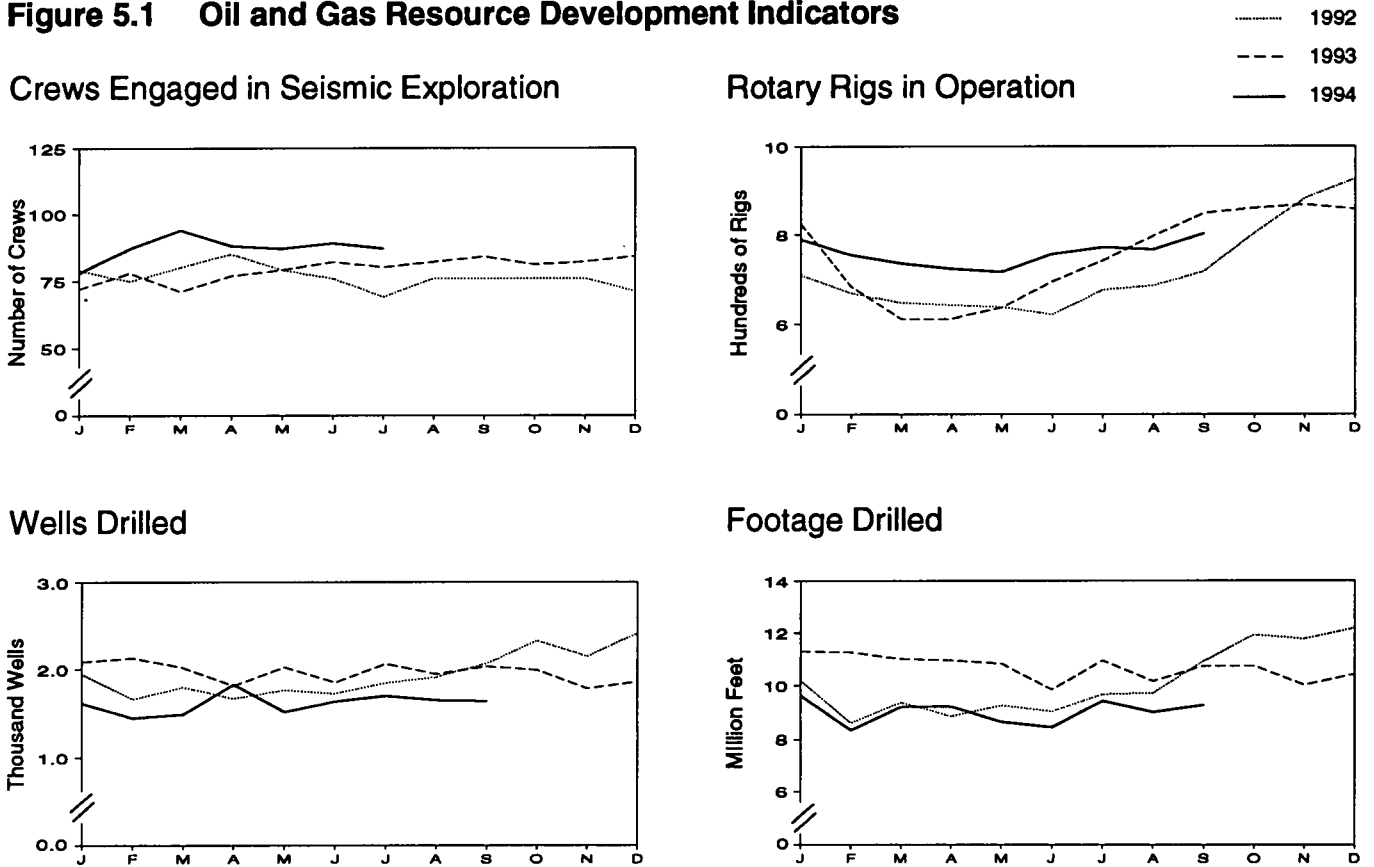 Figure 5.1 Oil and Gas Resource Development Indicators
1992
1993
1994
Crews Engaged in Seismic Exploration
Number of Crews
125
100
75
50
0
J F M A M J J A S O N D
Rotary Rigs in Operation
Hundreds of Rigs
10
8
6
0
J F M A M J J A S O N D
Wells Drilled
Thousand Wells
3.0
2.0
1.0
0.0
J F M A M J J A S O N D
Footage Drilled
Million Feet
14
12
10
8
6
0
J F M A M J J A S O N D